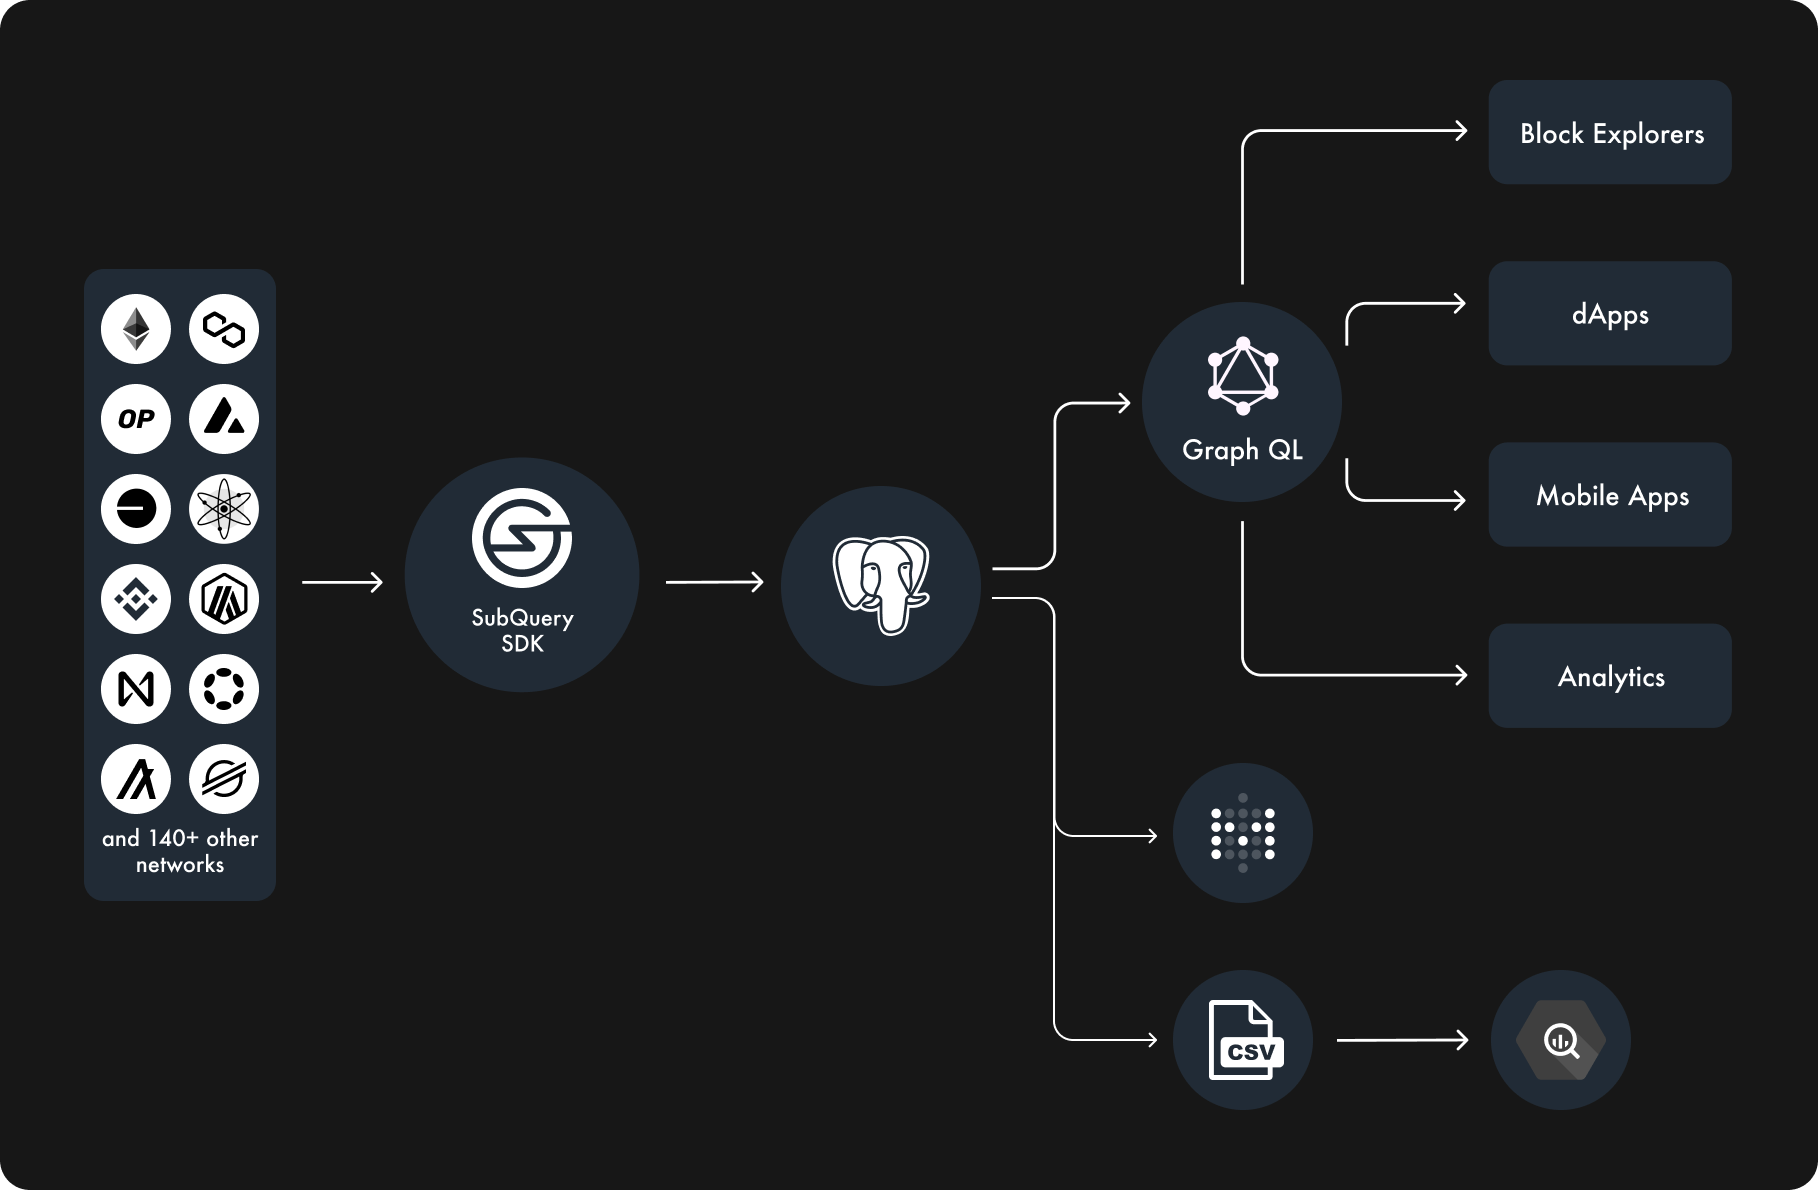 OP
and 140+ other
networks
SubQuery
SDK
Graph QL
Block Explorers
dApps
Mobile Apps
Analytics
CSV